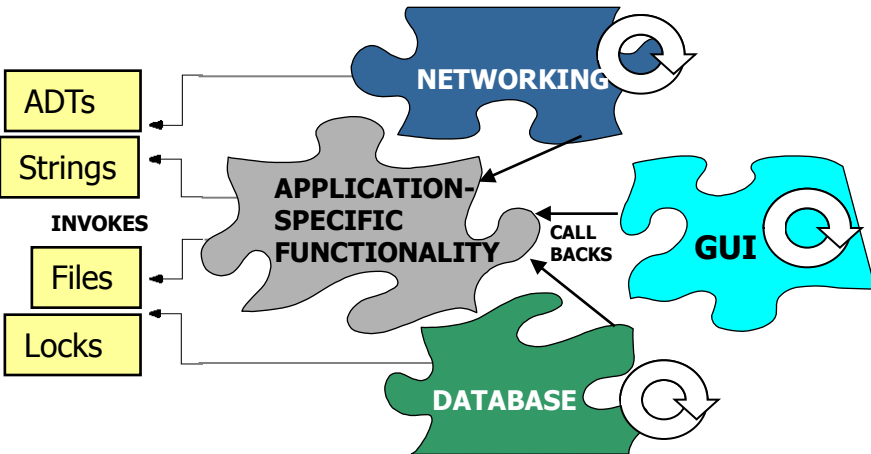 NETWORKING
ADTs
Strings
APPLICATION-
SPECIFIC
FUNCTIONALITY
INVOKES
CALL
BACKS
GUI
Files
Locks
DATABASE